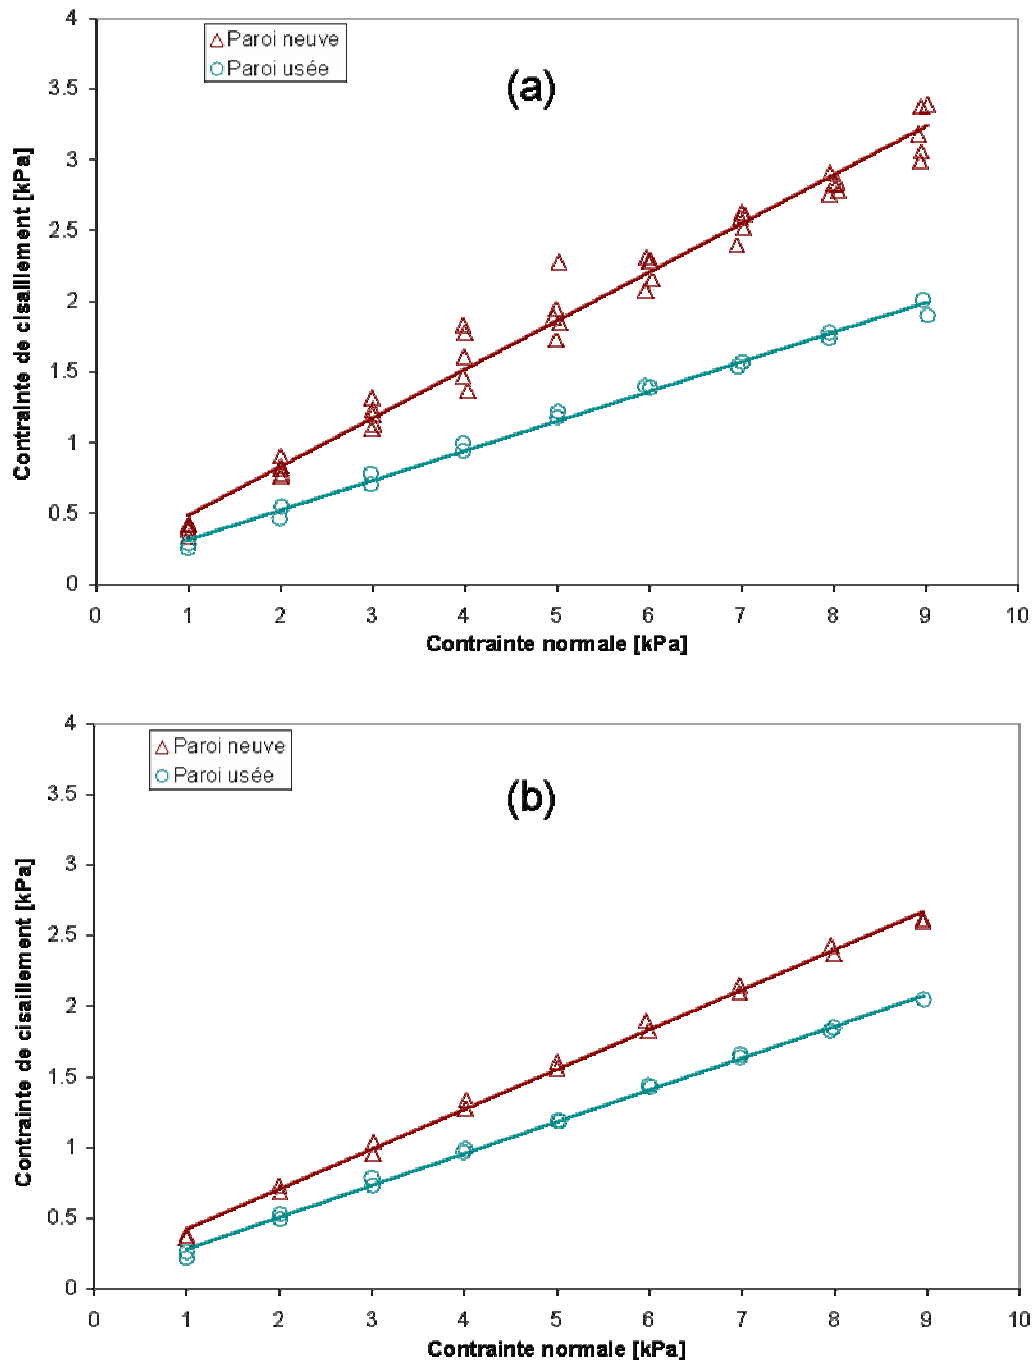 4
Paroi neuve
Paroi usée
(a)
3.5
3
2.5
2
1.5
1
0.5
0
0 1 2 3 4 5 6 7 8 9 10
Contrainte de cisaillement [kPa]
Contrainte normale [kPa]
4
Paroi neuve
Paroi usée
(b)
3.5
3
2.5
2
1.5
1
0.5
0
0 1 2 3 4 5 6 7 8 9 10
Contrainte de cisaillement [kPa]
Contrainte normale [kPa]